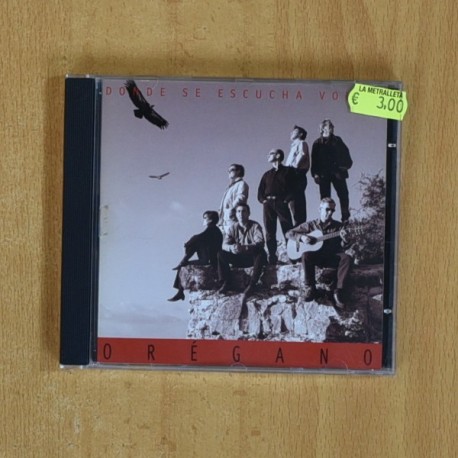 DONDE SE ESCUCHA VO
LA METRALLETA
€ 3,00
ORÉGANO